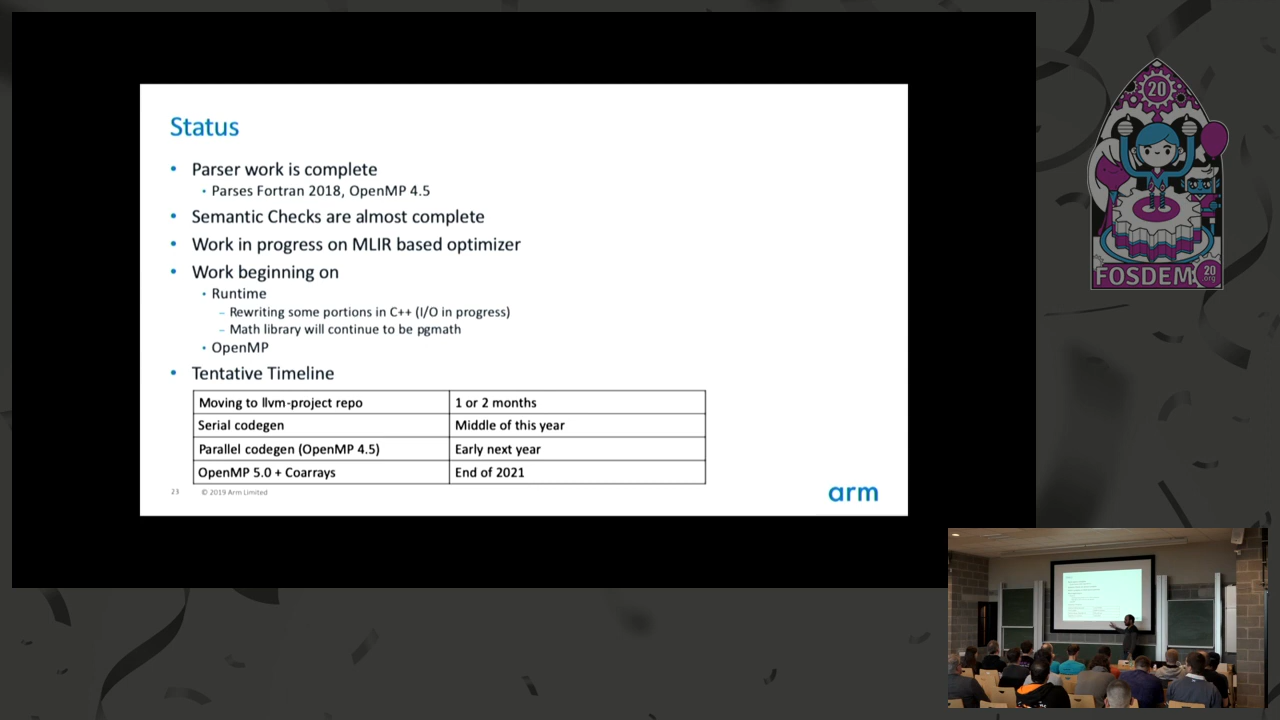 Status
• Parser work is complete
• Parses Fortran 2018, OpenMP 4.5
• Semantic Checks are almost complete
• Work in progress on MLIR based optimizer
• Work beginning on
• Runtime
– Rewriting some portions in C++ (I/O in progress)
– Math library will continue to be pgmath
• OpenMP
• Tentative Timeline
Moving to llvm-project repo 1 or 2 months
Serial codegen Middle of this year
Parallel codegen (OpenMP 4.5) Early next year
OpenMP 5.0 + Coarrays End of 2021
23 © 2019 Arm Limited
arm
20
FOSDEM 20
.org